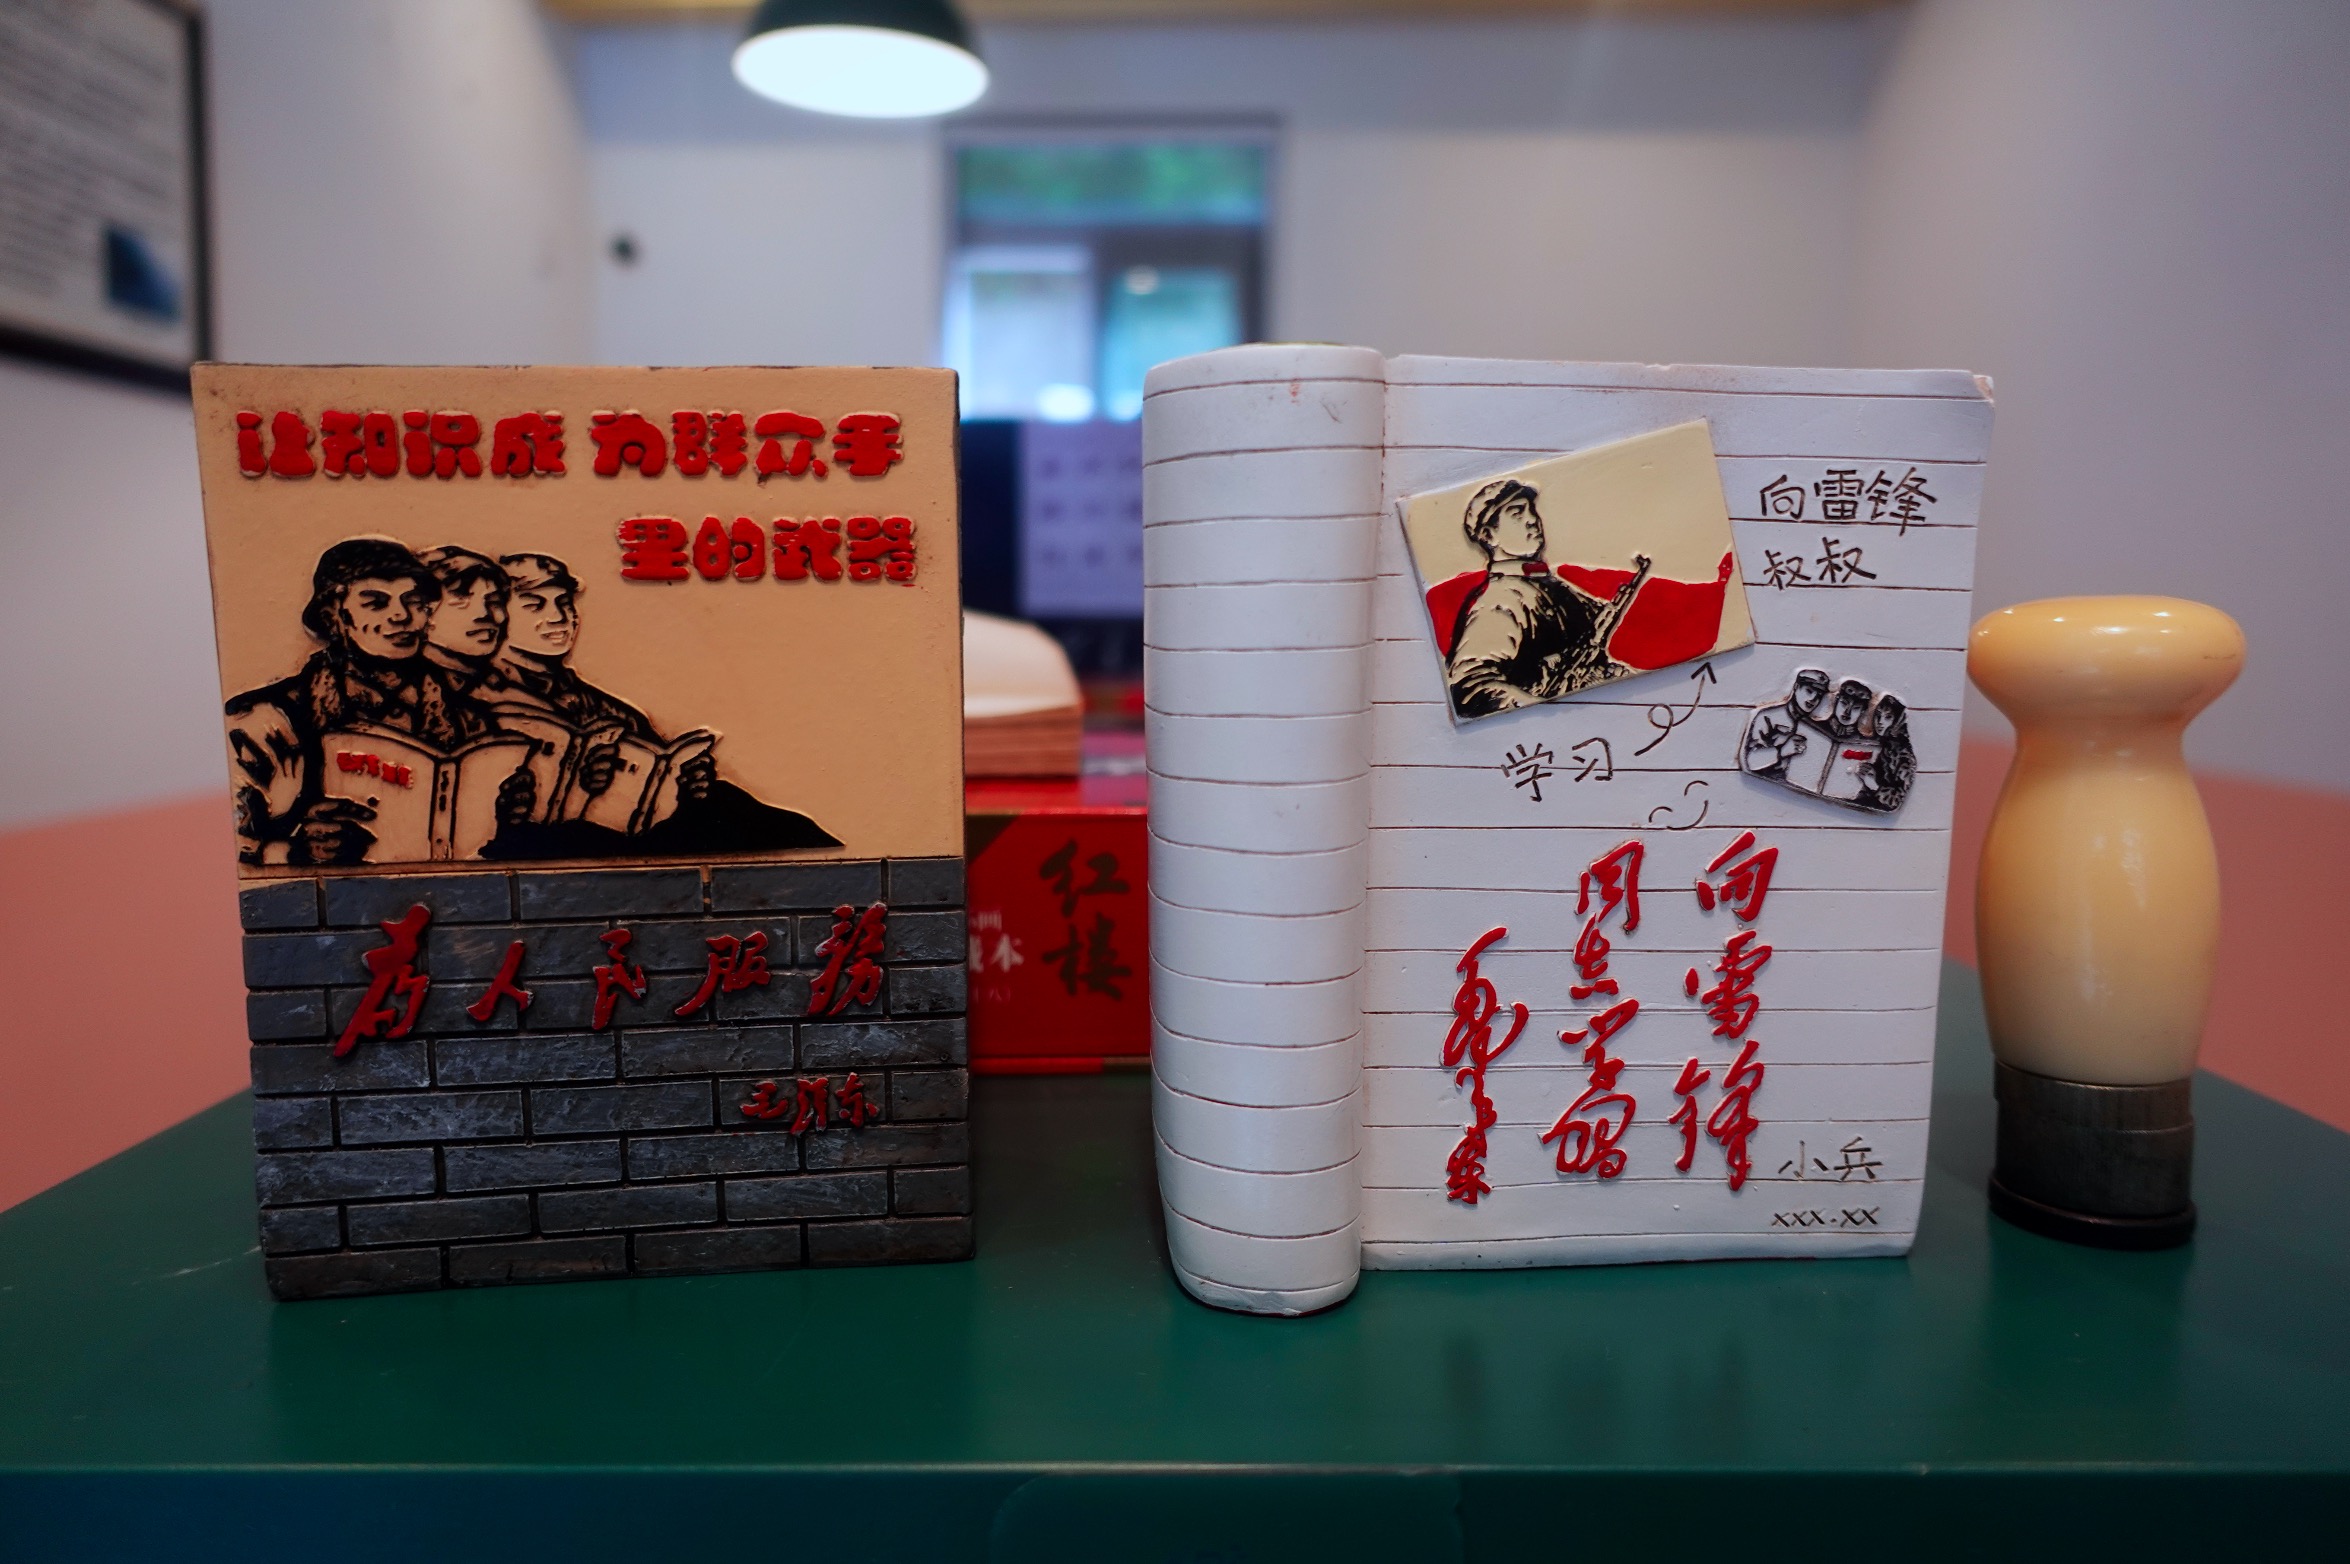 让知识成为群众手
里的武器
为人民服務
毛泽东
向雷锋
叔叔
学习
向雷锋
同志学习
毛泽东
小兵
xxx.xx
红楼
本